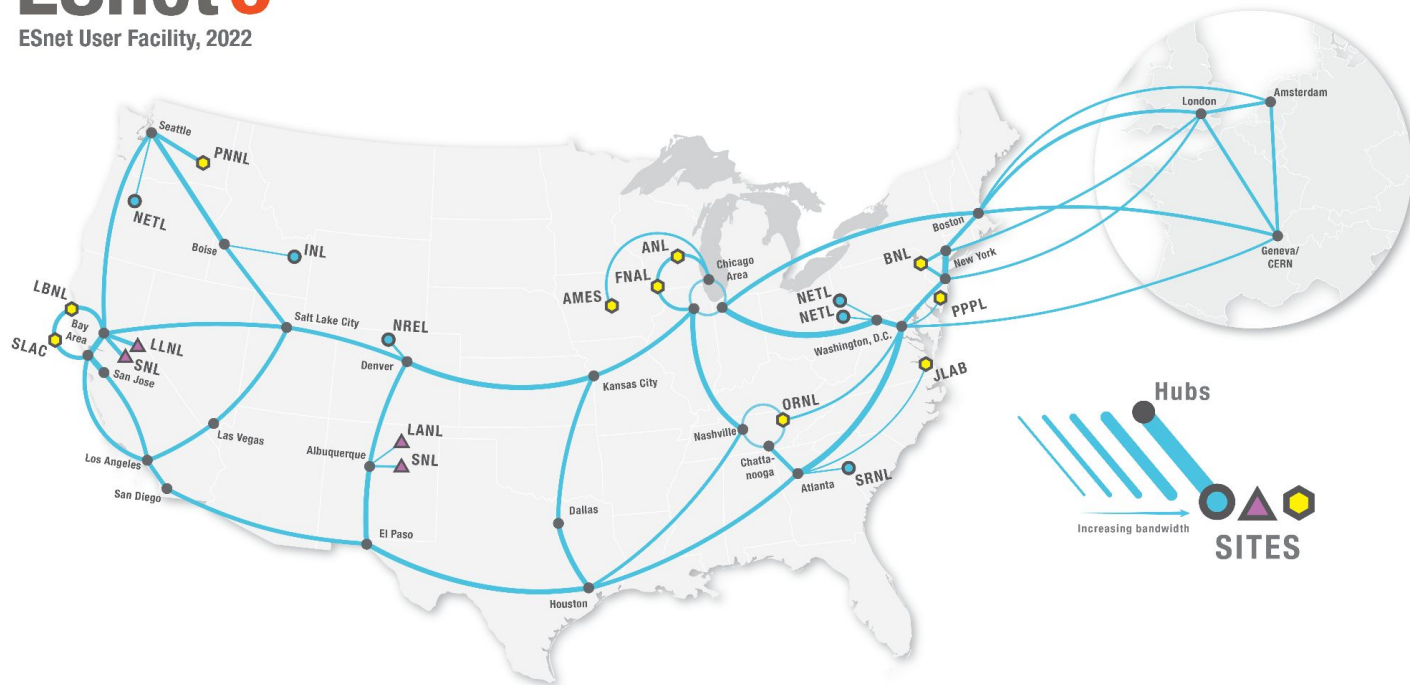 ESnet 6
ESnet User Facility, 2022
Seattle
PNNL
NETL
Boise
INL
LBNL
Bay
Area
SLAC
LLNL
SNL
San Jose
Salt Lake City
NREL
Denver
Las Vegas
Los Angeles
San Diego
Albuquerque
LANL
SNL
El Paso
Kansas City
Dallas
Houston
AMES
ANL
FNAL
Chicago
Area
Nashville
Chatta-
nooga
ORNL
Atlanta
SRNL
JLAB
NETL
NETL
Washington, D.C.
PPPL
BNL
New York
Boston
London
Amsterdam
Geneva/
CERN
Hubs
Increasing bandwidth
SITES